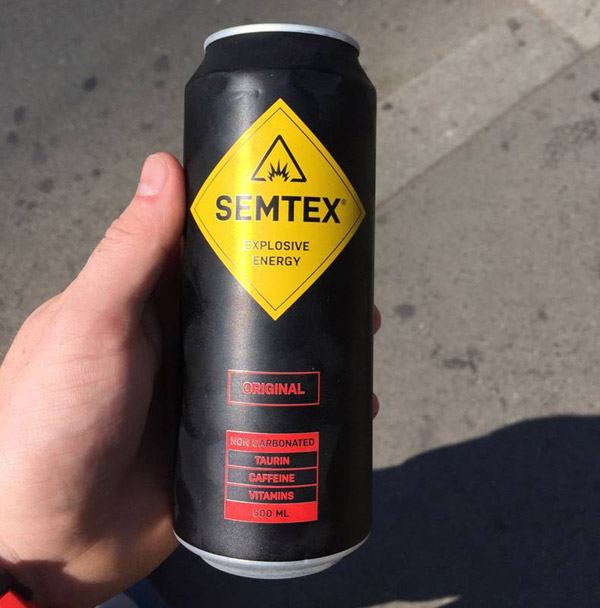 SEMTEX®
EXPLOSIVE
ENERGY
ORIGINAL
NON CARBONATED
TAURIN
CAFFEINE
VITAMINS
500 ML